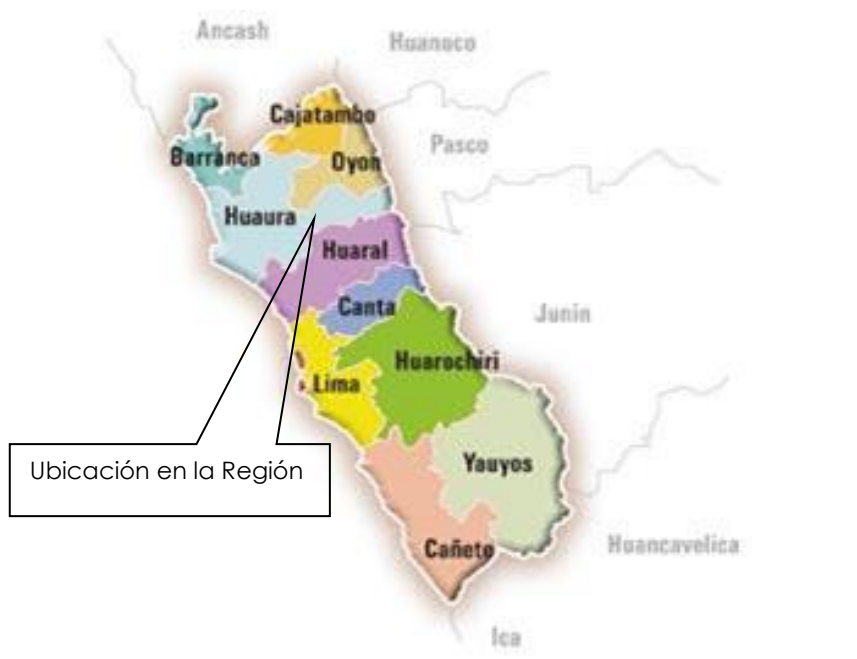 Ancash
Huanuco
Cajatambo
Pasco
Barranca
Oyon
Huaura
Huaral
Canta
Junin
Huarochiri
Lima
Ubicación en la Región
Yauyos
Cañete
Huancavelica
Ica